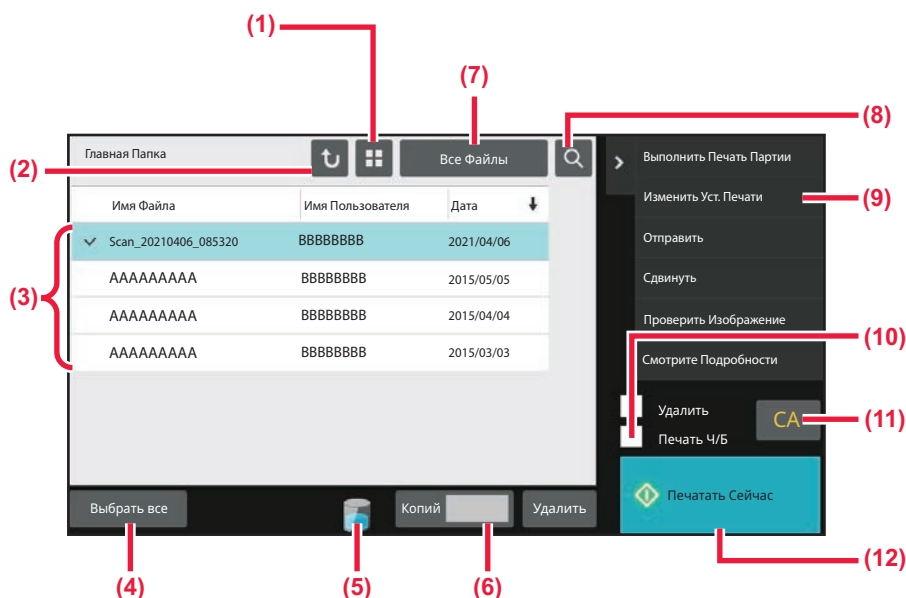 (1)
(7)
(8)
Главная Папка
Все Файлы
Выполнить Печать Партии
(2)
Имя Файла Имя Пользователя Дата
Изменить Уст. Печати
(9)
Scan_20210406_085320 BBBBBBBB 2021/04/06
Отправить
AAAAAAAAA BBBBBBBB 2015/05/05
Сдвинуть
(3)
AAAAAAAAA BBBBBBBB 2015/04/04
Проверить Изображение
(10)
AAAAAAAAA BBBBBBBB 2015/03/03
Смотрите Подробности
Удалить
CA
(11)
Печать Ч/Б
Печатать Сейчас
Выбрать все
Копий
Удалить
(12)
(4)
(5)
(6)